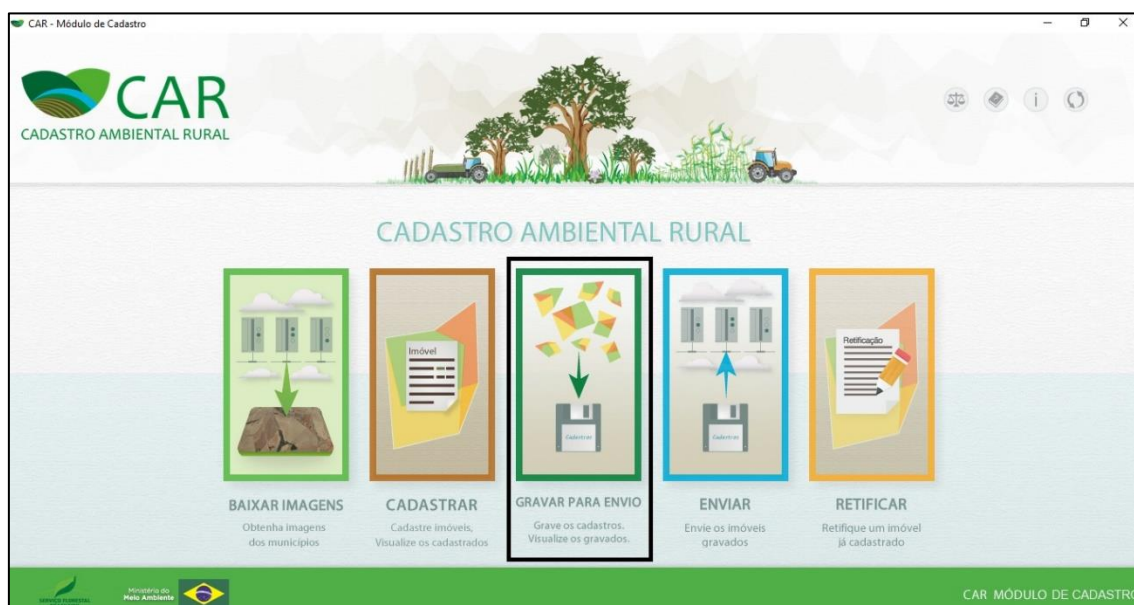 CAR - Módulo de Cadastro
CAR
CADASTRO AMBIENTAL RURAL
i
CADASTRO AMBIENTAL RURAL
Imóvel
Cadastros
Cadastros
Retificação
BAIXAR IMAGENS
Obtenha imagens
dos municípios
CADASTRAR
Cadastre imóveis,
Visualize os cadastrados
GRAVAR PARA ENVIO
Grave os cadastros.
Visualize os gravados.
ENVIAR
Envie os imóveis
gravados
RETIFICAR
Retifique um imóvel
já cadastrado
Ministério do
Meio Ambiente
CAR MÓDULO DE CADASTRO